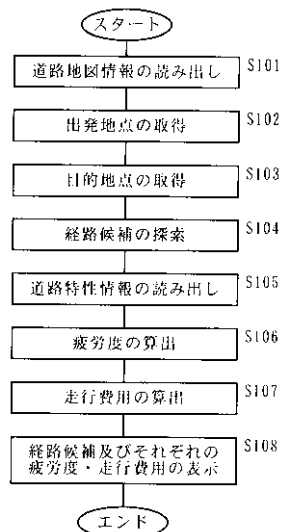 スタート
道路地図情報の読み出し S101
出発地点の取得 S102
目的地点の取得 S103
経路候補の探索 S104
道路特性情報の読み出し S105
疲労度の算出 S106
走行費用の算出 S107
経路候補及びそれぞれの S108
疲労度・走行費用の表示
エンド